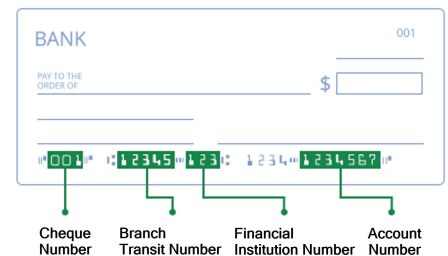 BANK
001
PAY TO THE
ORDER OF
$
⑈001⑈ ⑆12345⑉123⑆ 1234⑉1234567⑈
Cheque Number
Branch Transit Number
Financial Institution Number
Account Number